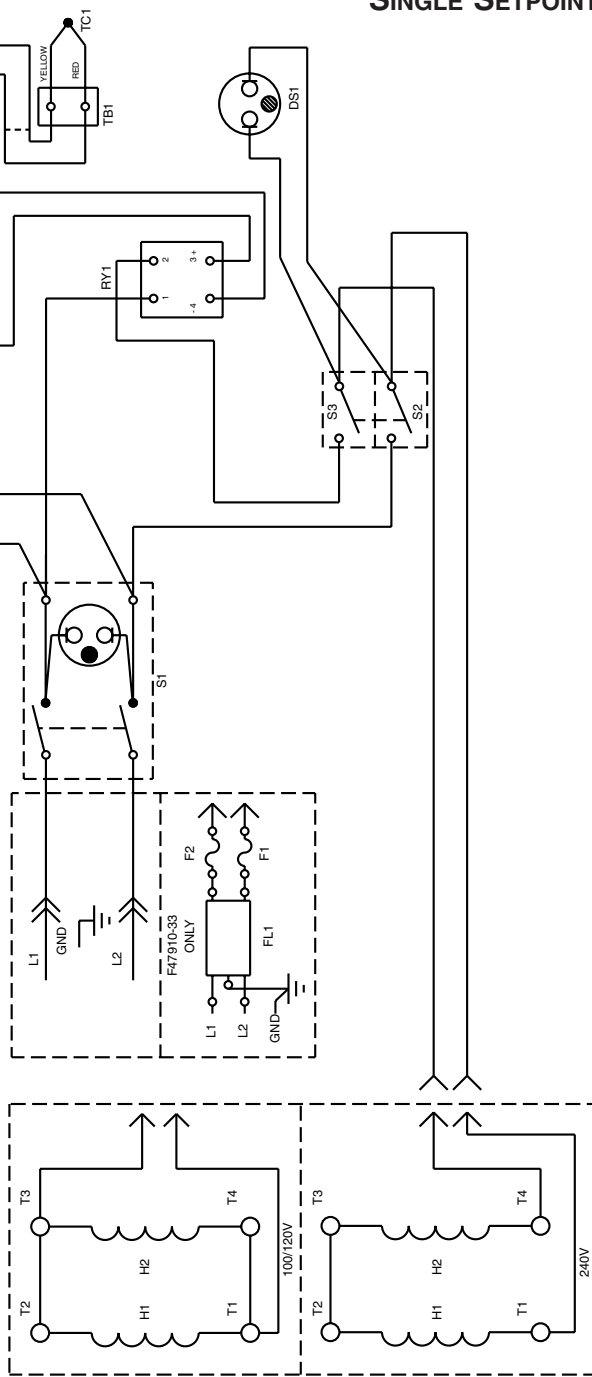 SINGLE SETPOINT
TC1
YELLOW
RED
TB1
DS1
RY1
1
2
3 +
- 4
S3
S2
S1
L1
GND
L2
F2
F1
F47910-33
ONLY
FL1
L1
L2
GND
T3
T4
H2
T2
H1
T1
100/120V
T3
T4
H2
T2
H1
T1
240V